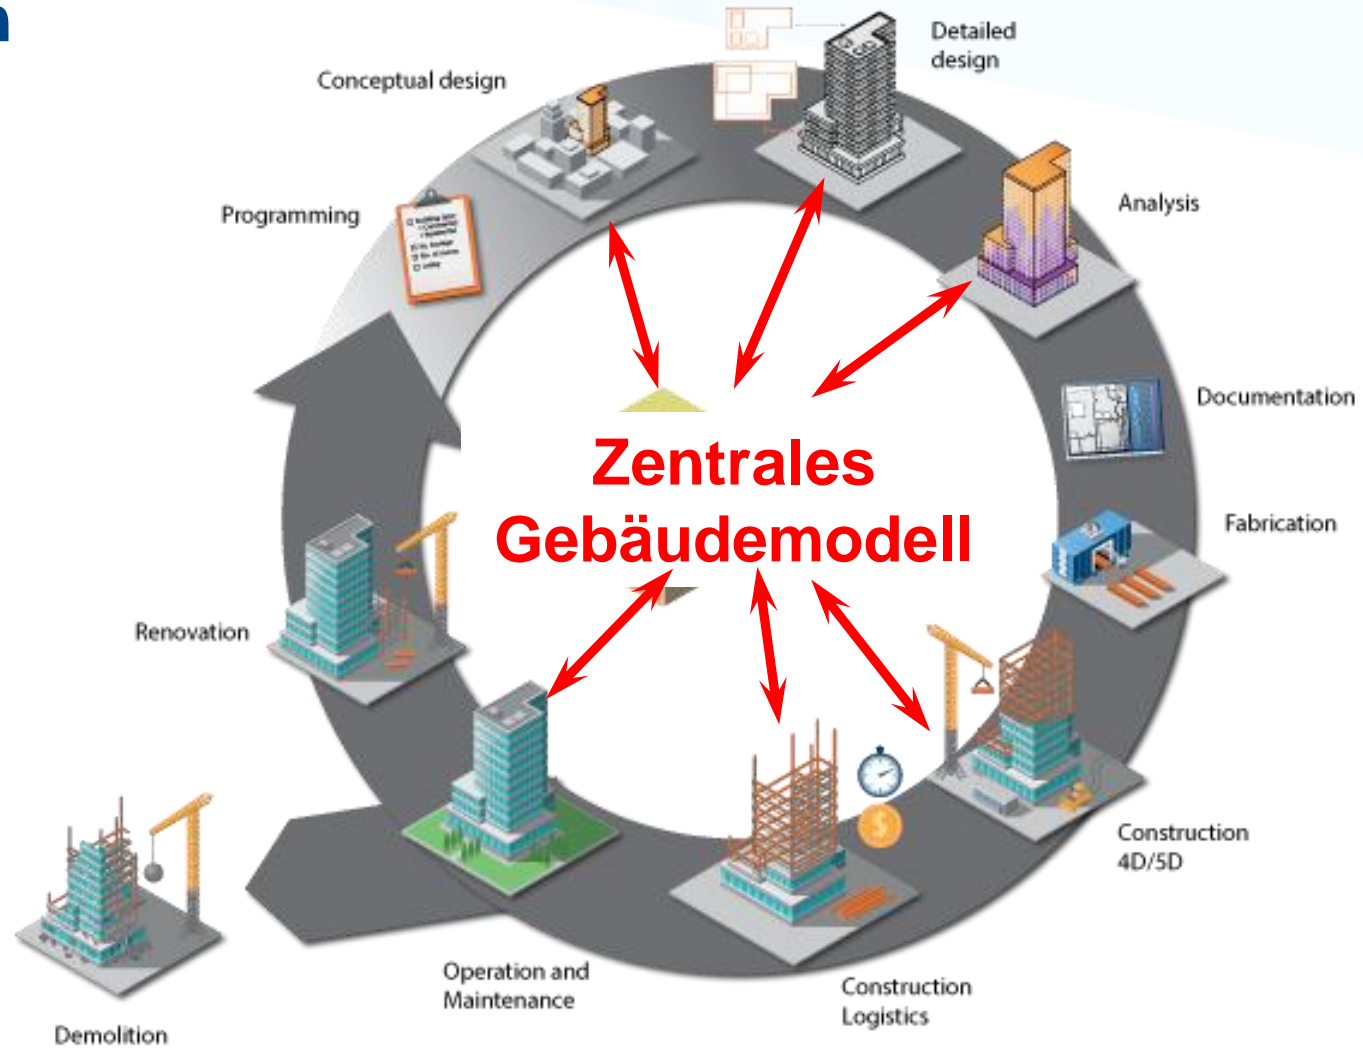 n
Conceptual design
Detailed
design
Programming
Analysis
Documentation
Zentrales
Gebäudemodell
Fabrication
Renovation
Construction
4D/5D
Operation and
Maintenance
Construction
Logistics
Demolition
$